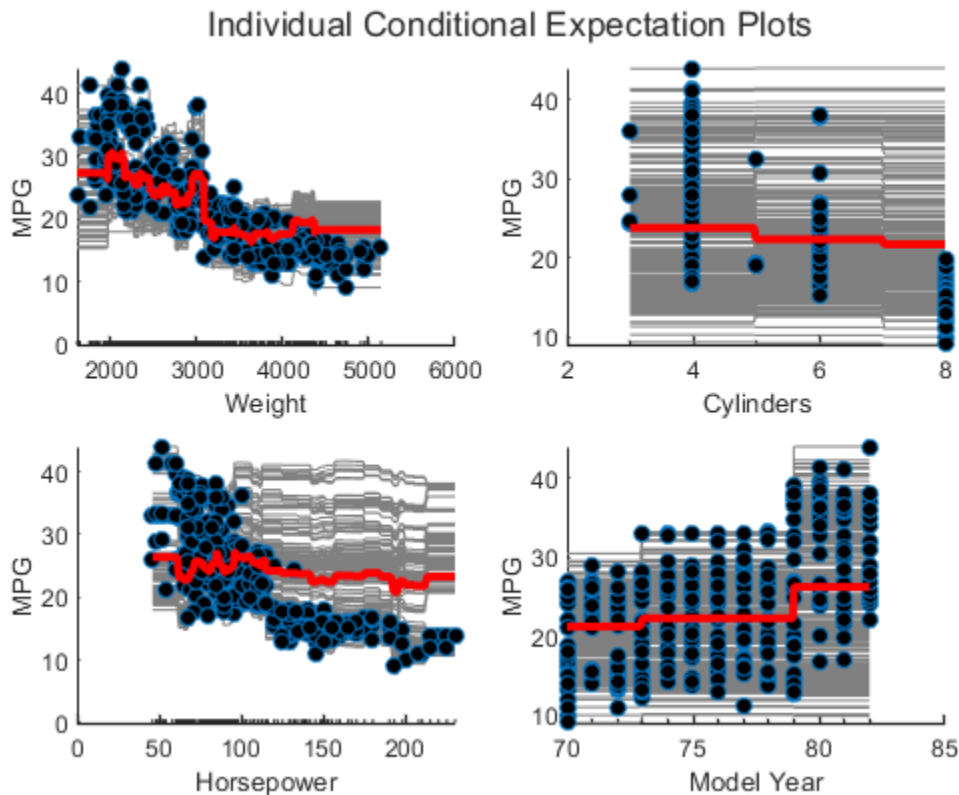 Individual Conditional Expectation Plots
MPG
40
30
20
10
0
2000 3000 4000 5000 6000
Weight
MPG
40
30
20
10
2 4 6 8
Cylinders
MPG
40
30
20
10
0
0 50 100 150 200
Horsepower
MPG
40
30
20
10
70 75 80 85
Model Year